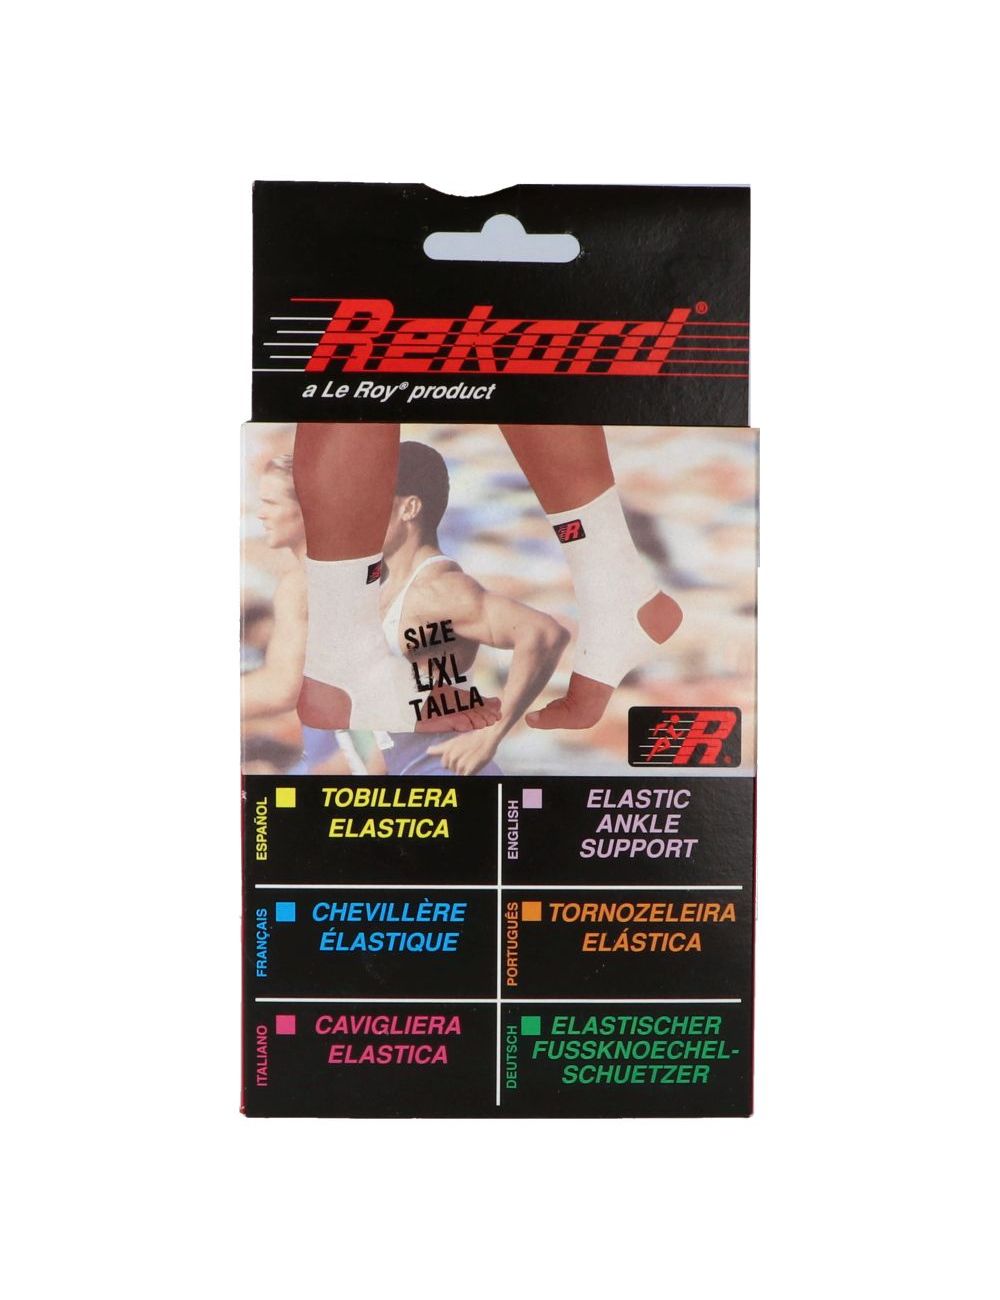 Rekord®
a Le Roy® product
R
R
SIZE
L/XL
TALLA
R®
ESPAÑOL
TOBILLERA
ELASTICA
ENGLISH
ELASTIC
ANKLE
SUPPORT
FRANÇAIS
CHEVILLÈRE
ÉLASTIQUE
PORTUGUÊS
TORNOZELEIRA
ELÁSTICA
ITALIANO
CAVIGLIERA
ELASTICA
DEUTSCH
ELASTISCHER
FUSSKNOECHEL-
SCHUETZER